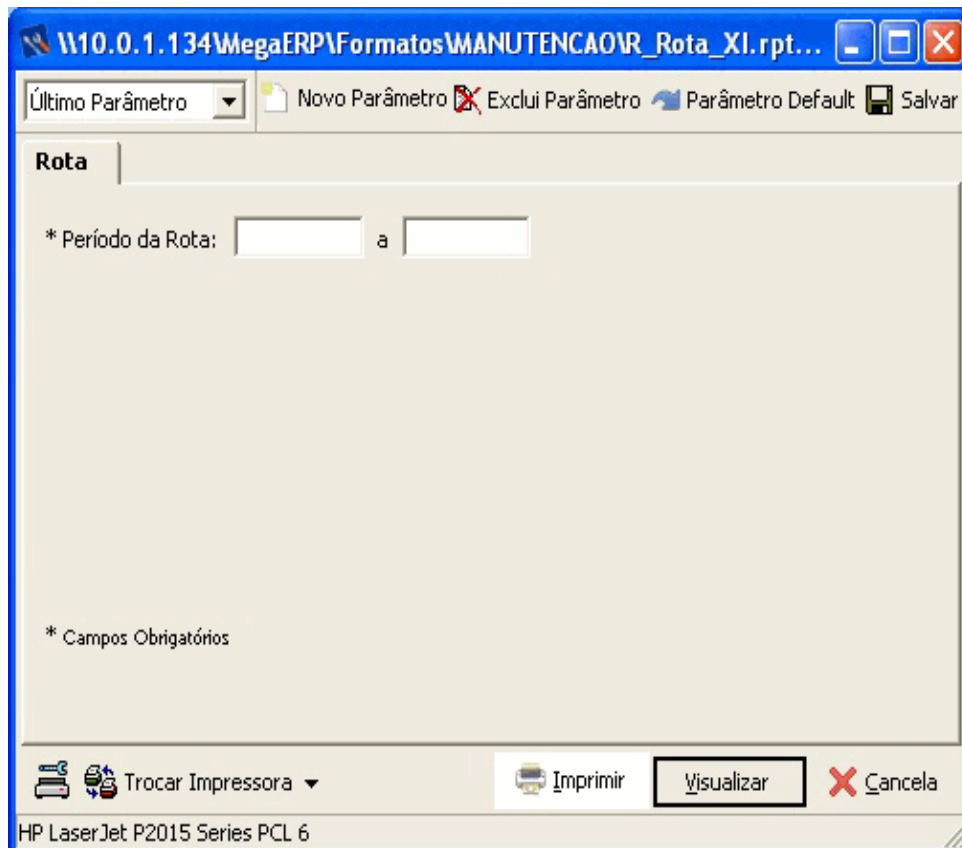 \\10.0.1.134\MegaERP\Formatos\MANUTENCAO\R_Rota_XI.rpt...
Último Parâmetro Novo Parâmetro Exclui Parâmetro Parâmetro Default Salvar
Rota
* Período da Rota: a
* Campos Obrigatórios
Trocar Impressora Imprimir Visualizar Cancela
HP LaserJet P2015 Series PCL 6